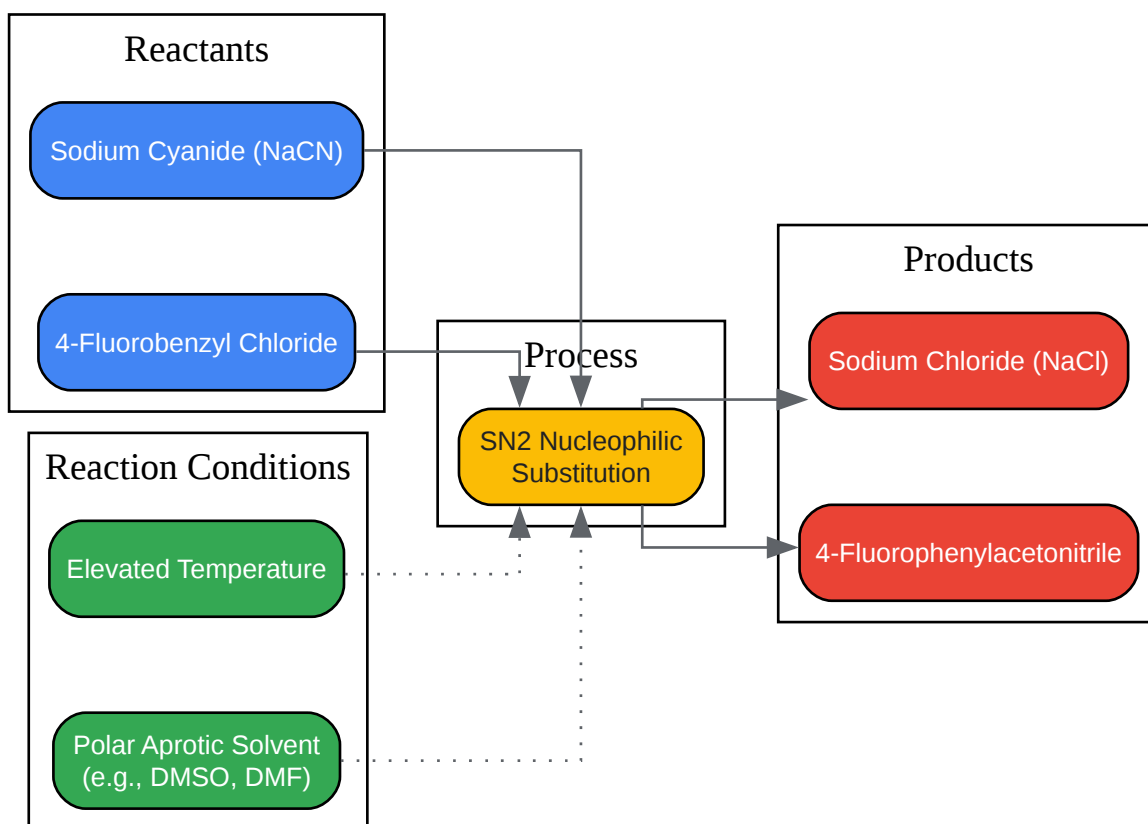 Reactants
Sodium Cyanide (NaCN)
4-Fluorobenzyl Chloride
Reaction Conditions
Elevated Temperature
Polar Aprotic Solvent
(e.g., DMSO, DMF)
Process
SN2 Nucleophilic
Substitution
Products
Sodium Chloride (NaCl)
4-Fluorophenylacetonitrile